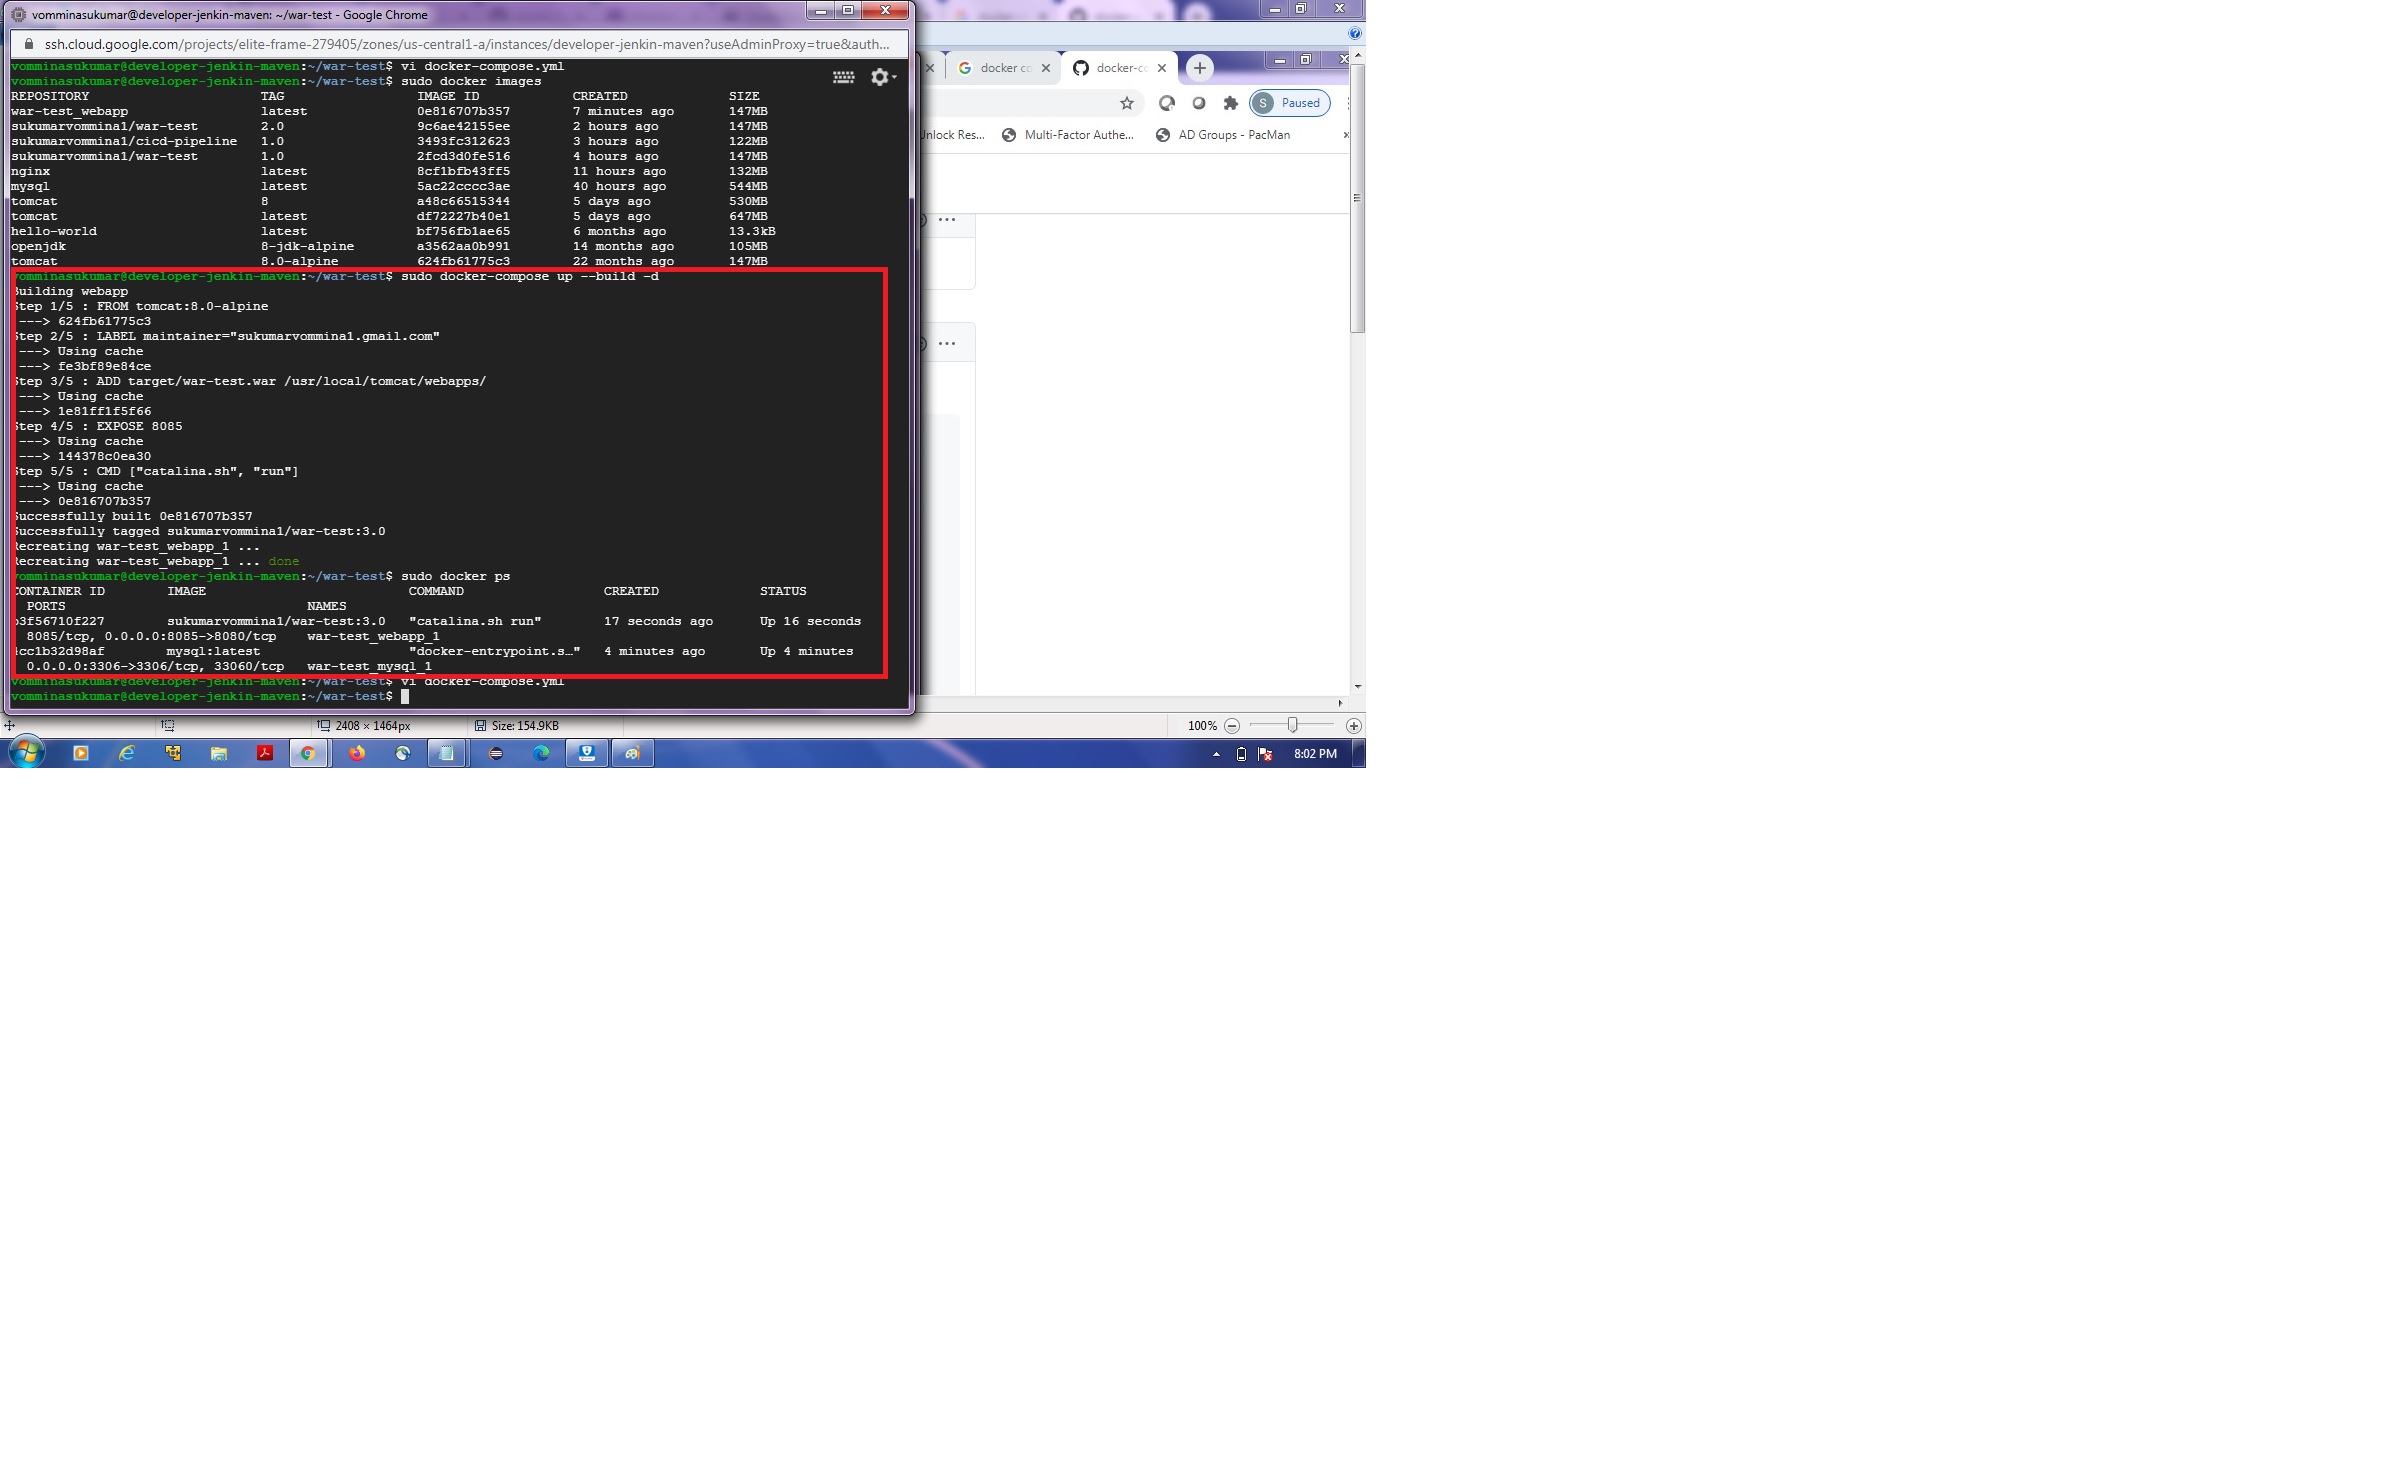 vomminasukumar@developer-jenkin-maven: ~/war-test - Google Chrome
ssh.cloud.google.com/projects/elite-frame-279405/zones/us-central1-a/instances/developer-jenkin-maven?useAdminProxy=true&auth...
vomminasukumar@developer-jenkin-maven:~/war-test$ vi docker-compose.yml
vomminasukumar@developer-jenkin-maven:~/war-test$ sudo docker images
REPOSITORY TAG IMAGE ID CREATED SIZE
war-test_webapp latest 0e816707b357 7 minutes ago 147MB
sukumarvommina1/war-test 2.0 9c6ae42155ee 2 hours ago 147MB
sukumarvommina1/cicd-pipeline 1.0 3493fc312623 3 hours ago 122MB
sukumarvommina1/war-test 1.0 2fcd3d0fe516 4 hours ago 147MB
nginx latest 8cf1bfb43ff5 11 hours ago 132MB
mysql latest 5ac22cccc3ae 40 hours ago 544MB
tomcat 8 a48c66515344 5 days ago 530MB
tomcat latest df72227b40e1 5 days ago 647MB
hello-world latest bf756fb1ae65 6 months ago 13.3kB
openjdk 8-jdk-alpine a3562aa0b991 14 months ago 105MB
tomcat 8.0-alpine 624fb61775c3 22 months ago 147MB
vomminasukumar@developer-jenkin-maven:~/war-test$ sudo docker-compose up --build -d
Building webapp
Step 1/5 : FROM tomcat:8.0-alpine
---> 624fb61775c3
Step 2/5 : LABEL maintainer="sukumarvommina1.gmail.com"
---> Using cache
---> fe3bf89e84ce
Step 3/5 : ADD target/war-test.war /usr/local/tomcat/webapps/
---> Using cache
---> 1e81ff1f5f66
Step 4/5 : EXPOSE 8085
---> Using cache
---> 144378c0ea30
Step 5/5 : CMD ["catalina.sh", "run"]
---> Using cache
---> 0e816707b357
Successfully built 0e816707b357
Successfully tagged sukumarvommina1/war-test:3.0
Recreating war-test_webapp_1 ...
Recreating war-test_webapp_1 ... done
vomminasukumar@developer-jenkin-maven:~/war-test$ sudo docker ps
CONTAINER ID IMAGE COMMAND CREATED STATUS
PORTS NAMES
b3f56710f227 sukumarvommina1/war-test:3.0 "catalina.sh run" 17 seconds ago Up 16 seconds
8085/tcp, 0.0.0.0:8085->8080/tcp war-test_webapp_1
4cc1b32d98af mysql:latest "docker-entrypoint.s…" 4 minutes ago Up 4 minutes
0.0.0.0:3306->3306/tcp, 33060/tcp war-test_mysql_1
vomminasukumar@developer-jenkin-maven:~/war-test$ vi docker-compose.yml
vomminasukumar@developer-jenkin-maven:~/war-test$
docker co
docker-co
S Paused
Unlock Res...
Multi-Factor Authe...
AD Groups - PacMan
2408 × 1464px
Size: 154.9KB
100%
8:02 PM